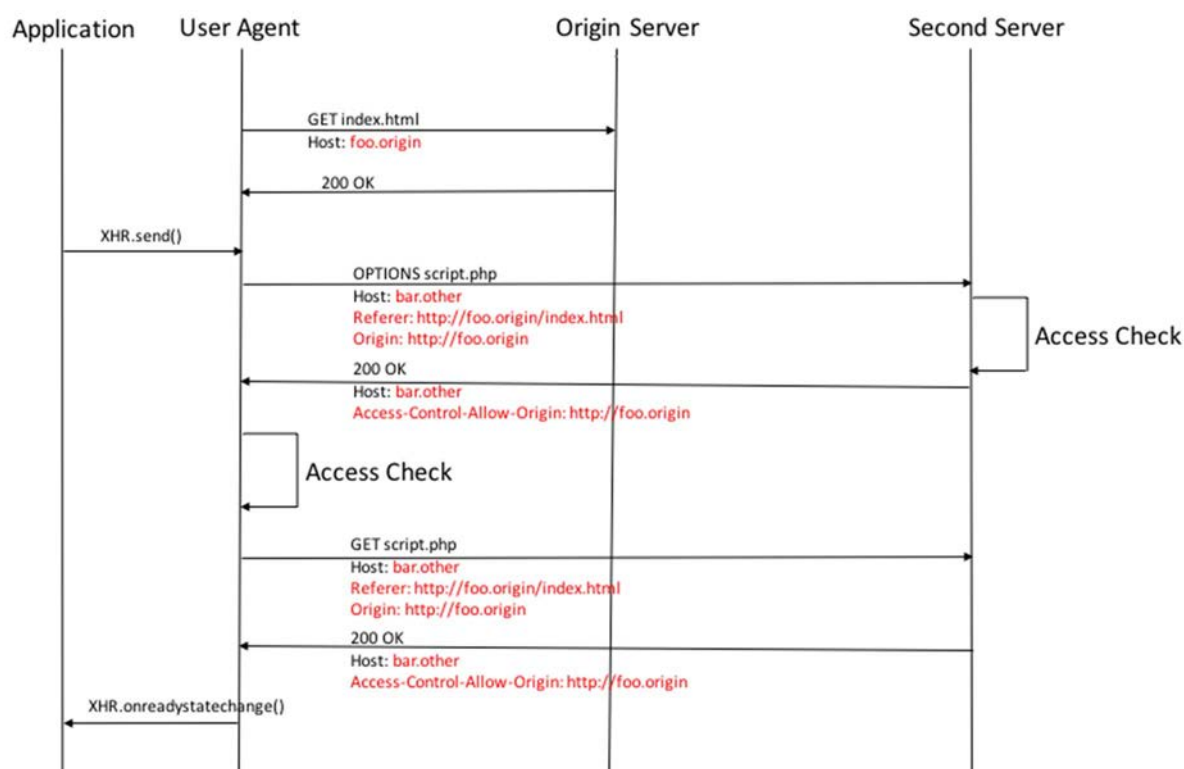 Application
User Agent
Origin Server
Second Server
GET index.html
Host: foo.origin
200 OK
XHR.send()
OPTIONS script.php
Host: bar.other
Referer: http://foo.origin/index.html
Origin: http://foo.origin
Access Check
200 OK
Host: bar.other
Access-Control-Allow-Origin: http://foo.origin
Access Check
GET script.php
Host: bar.other
Referer: http://foo.origin/index.html
Origin: http://foo.origin
200 OK
Host: bar.other
Access-Control-Allow-Origin: http://foo.origin
XHR.onreadystatechange()